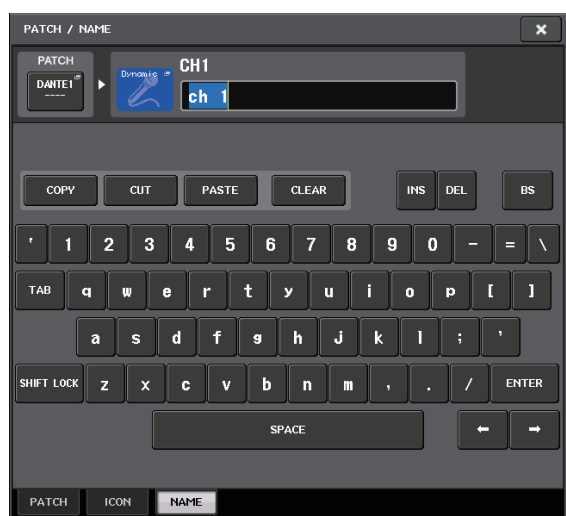 PATCH / NAME
PATCH
DANTE1
----
Dynamic
CH1
ch 1
COPY CUT PASTE CLEAR INS DEL BS
' 1 2 3 4 5 6 7 8 9 0 - = \
TAB q w e r t y u i o p [ ]
a s d f g h j k l ; '
SHIFT LOCK z x c v b n m , . / ENTER
SPACE ← →
PATCH ICON NAME